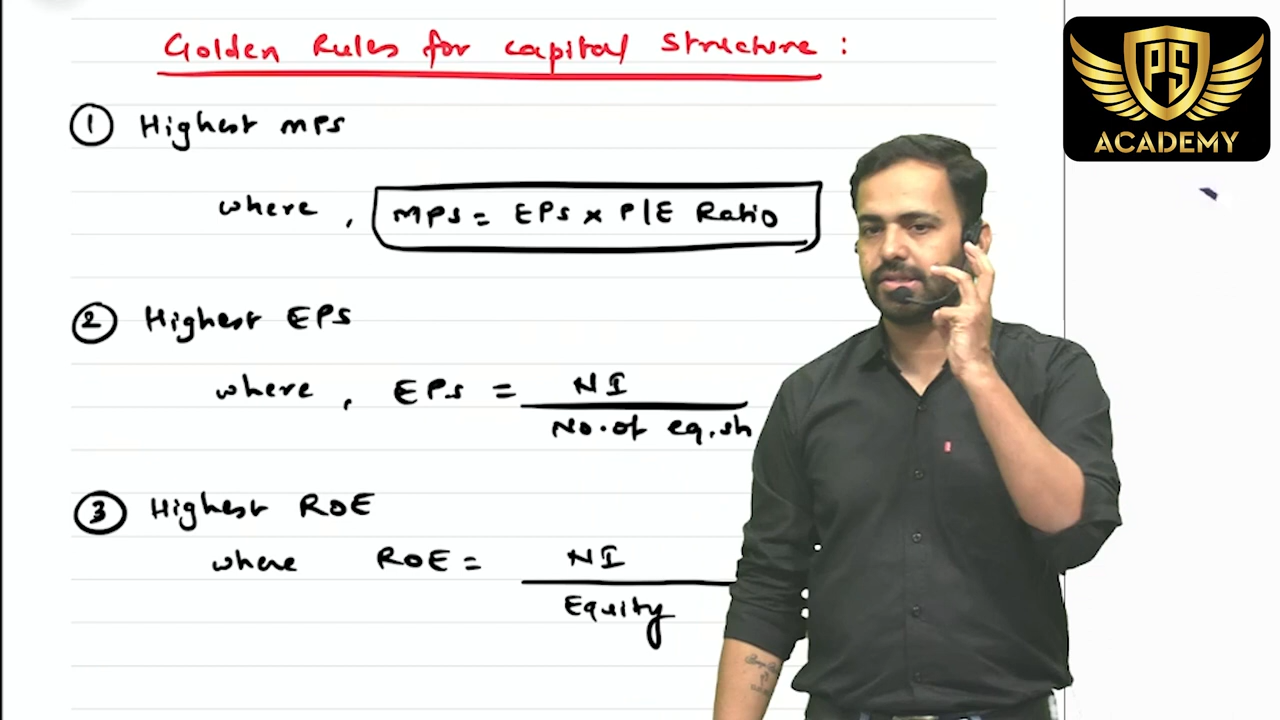 Golden Rules for capital Structure :
① Highest MPS
where , MPS = EPS x P/E Ratio
② Highest EPS
where , EPS = NI
No. of eq. sh
③ Highest ROE
where ROE = NI
Equity
PS
ACADEMY